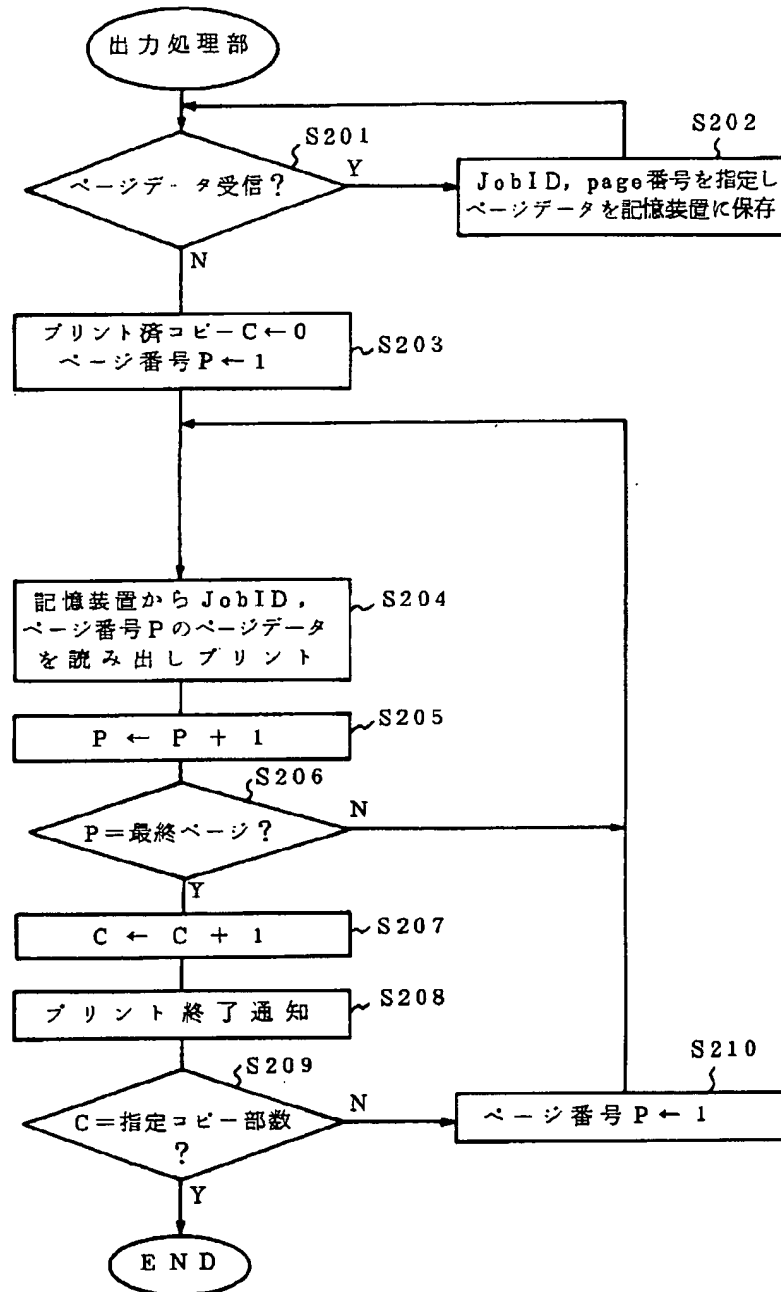 出力処理部
S201
ページデータ受信?
Y
N
S202
JobID, page番号を指定し
ページデータを記憶装置に保存
プリント済コピーC←0
ページ番号P←1
S203
記憶装置からJobID,
ページ番号Pのページデータ
を読み出しプリント
S204
P ← P + 1
S205
S206
P=最終ページ?
N
Y
C ← C + 1
S207
プリント終了通知
S208
S209
C=指定コピー部数
?
N
Y
S210
ページ番号P←1
END